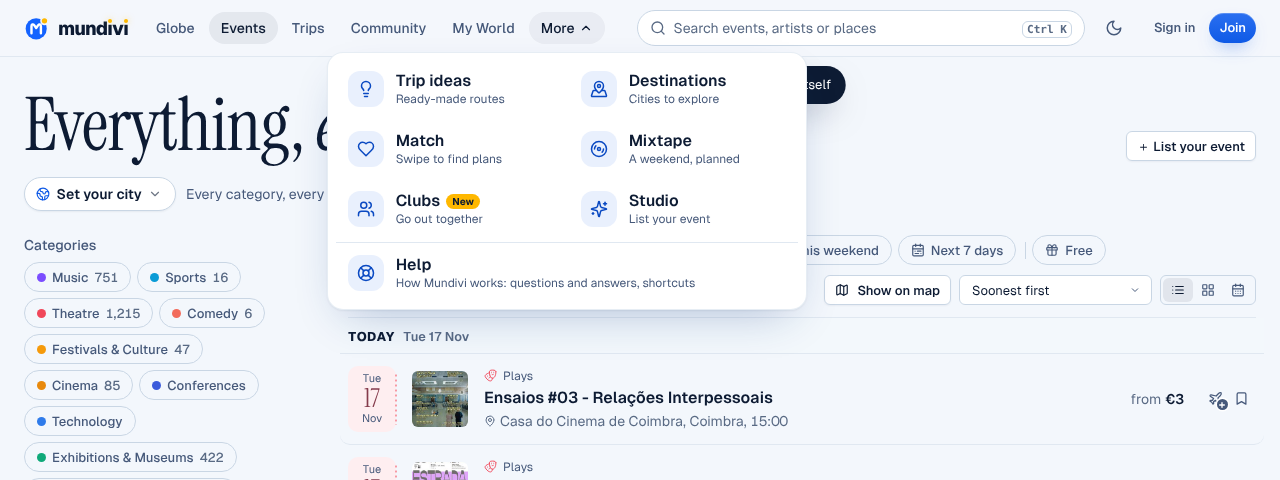 mundivi
Globe
Events
Trips
Community
My World
More
Search events, artists or places
Ctrl K
Sign in
Join
Trip ideas
Ready-made routes
Destinations
Cities to explore
Match
Swipe to find plans
Mixtape
A weekend, planned
Clubs New
Go out together
Studio
List your event
Help
How Mundivi works: questions and answers, shortcuts
Everything,
+ List your event
Set your city
Every category, every
Categories
Music 751
Sports 16
Theatre 1,215
Comedy 6
Festivals & Culture 47
Cinema 85
Conferences
Technology
Exhibitions & Museums 422
weekend
Next 7 days
Free
Show on map
Soonest first
TODAY Tue 17 Nov
Tue
17
Nov
Plays
Ensaios #03 - Relações Interpessoais
Casa do Cinema de Coimbra, Coimbra, 15:00
from €3
Tue
Plays